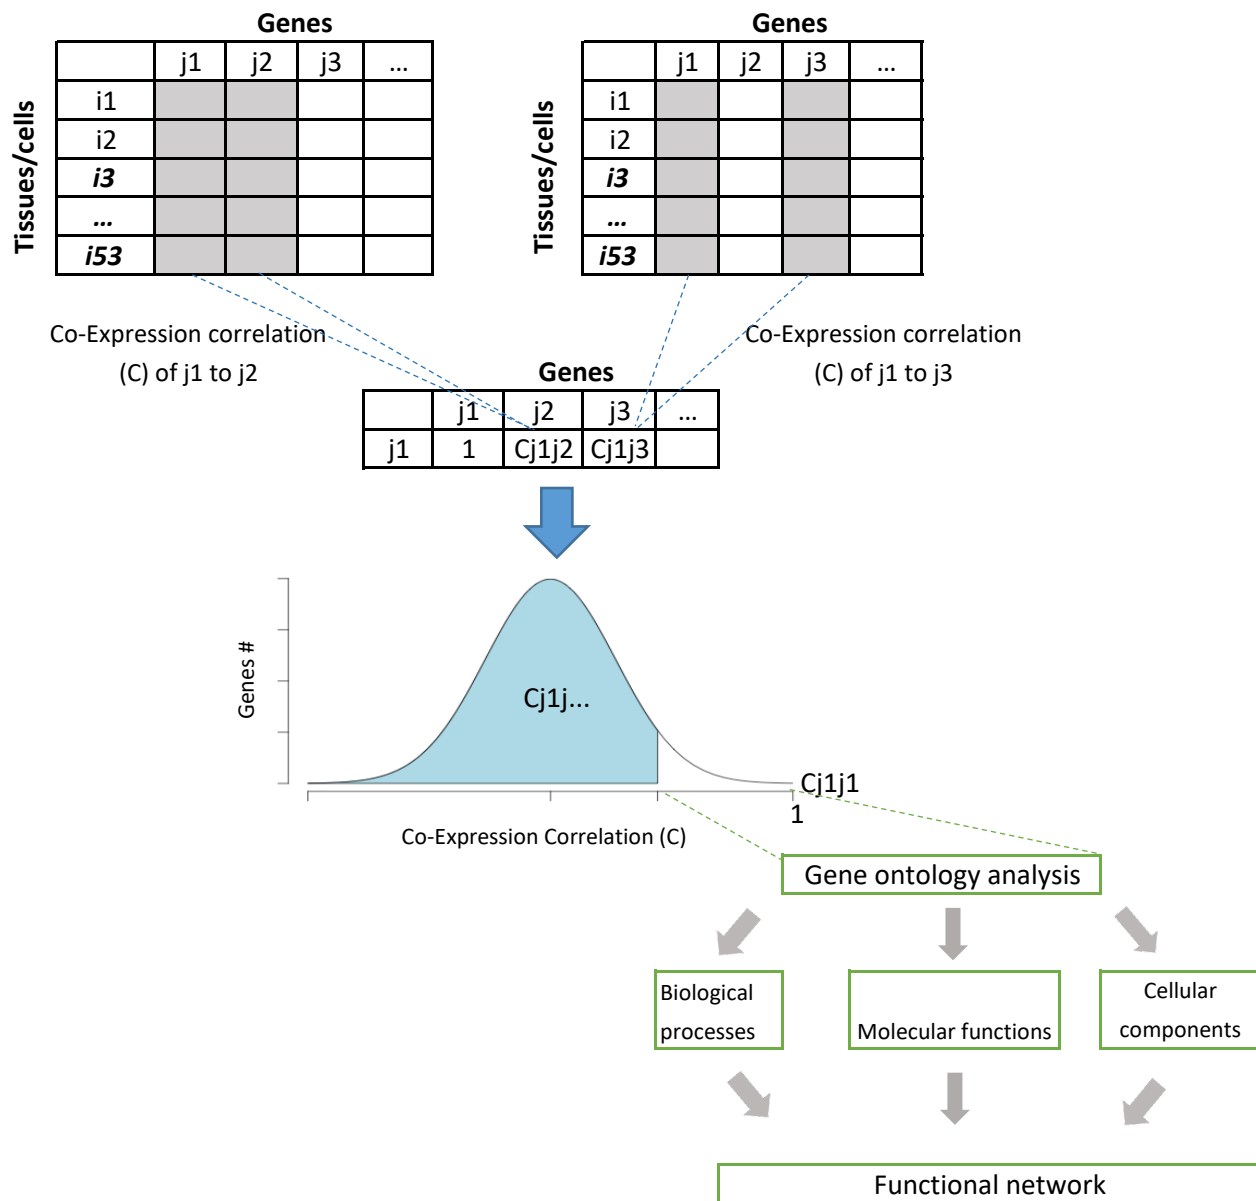 Genes
j1 j2 j3 ...
i1
i2
i3
...
i53
Tissues/cells
Genes
j1 j2 j3 ...
i1
i2
i3
...
i53
Tissues/cells
Co-Expression correlation
(C) of j1 to j2
Co-Expression correlation
(C) of j1 to j3
Genes
j1 j2 j3 ...
j1 1 Cj1j2 Cj1j3
Genes #
Cj1j...
Cj1j1
1
Co-Expression Correlation (C)
Gene ontology analysis
Biological
processes
Molecular functions
Cellular
components
Functional network